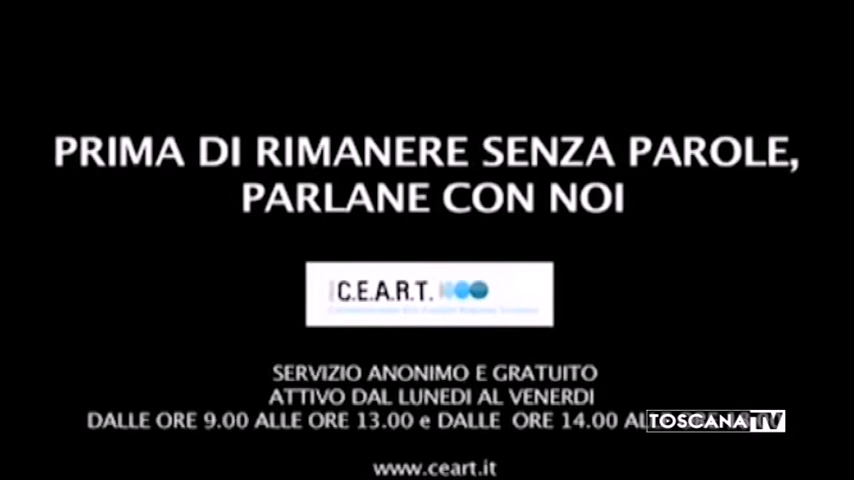 PRIMA DI RIMANERE SENZA PAROLE,
PARLANE CON NOI
C.E.A.R.T.
SERVIZIO ANONIMO E GRATUITO
ATTIVO DAL LUNEDI AL VENERDI
DALLE ORE 9.00 ALLE ORE 13.00 e DALLE ORE 14.00
TOSCANA TV
www.ceart.it